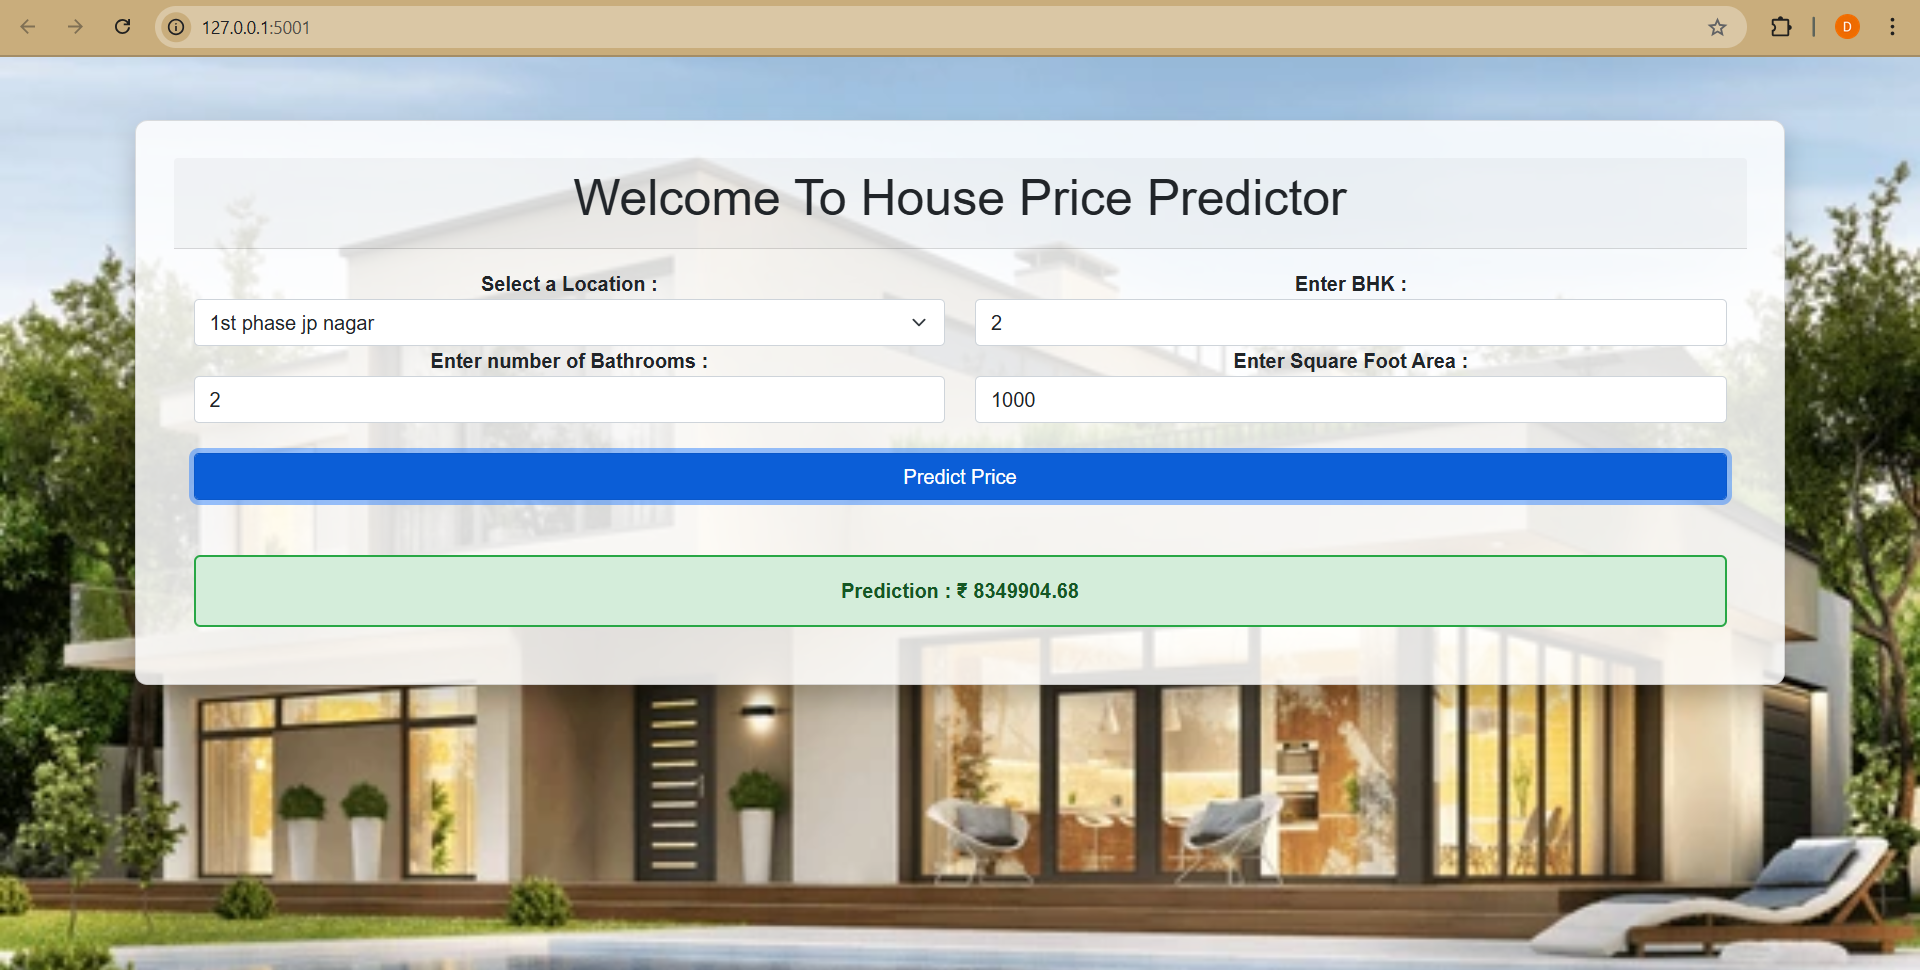 127.0.0.1:5001
D
Welcome To House Price Predictor
Select a Location :
Enter BHK :
1st phase jp nagar
2
Enter number of Bathrooms :
Enter Square Foot Area :
2
1000
Predict Price
Prediction : ₹ 8349904.68